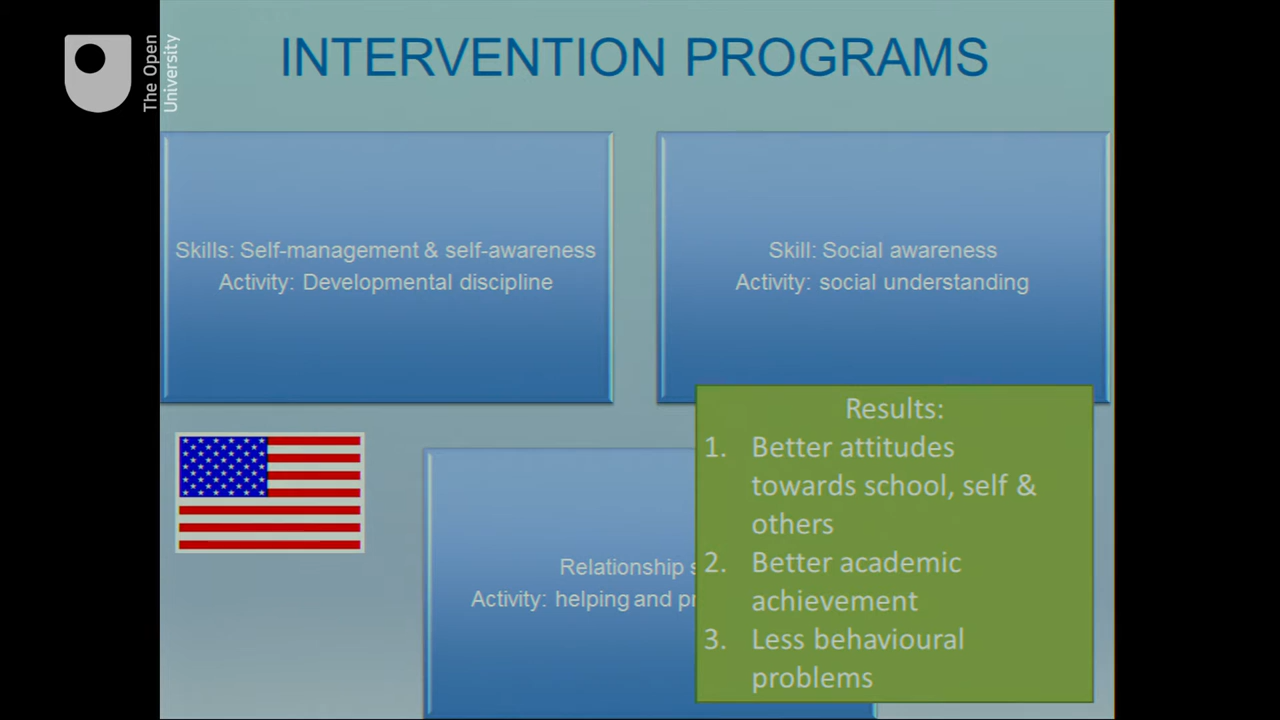 The Open
University
INTERVENTION PROGRAMS
Skills: Self-management & self-awareness
Activity: Developmental discipline
Skill: Social awareness
Activity: social understanding
Relationship
Activity: helping and
Results:
1. Better attitudes
towards school, self &
others
2. Better academic
achievement
3. Less behavioural
problems